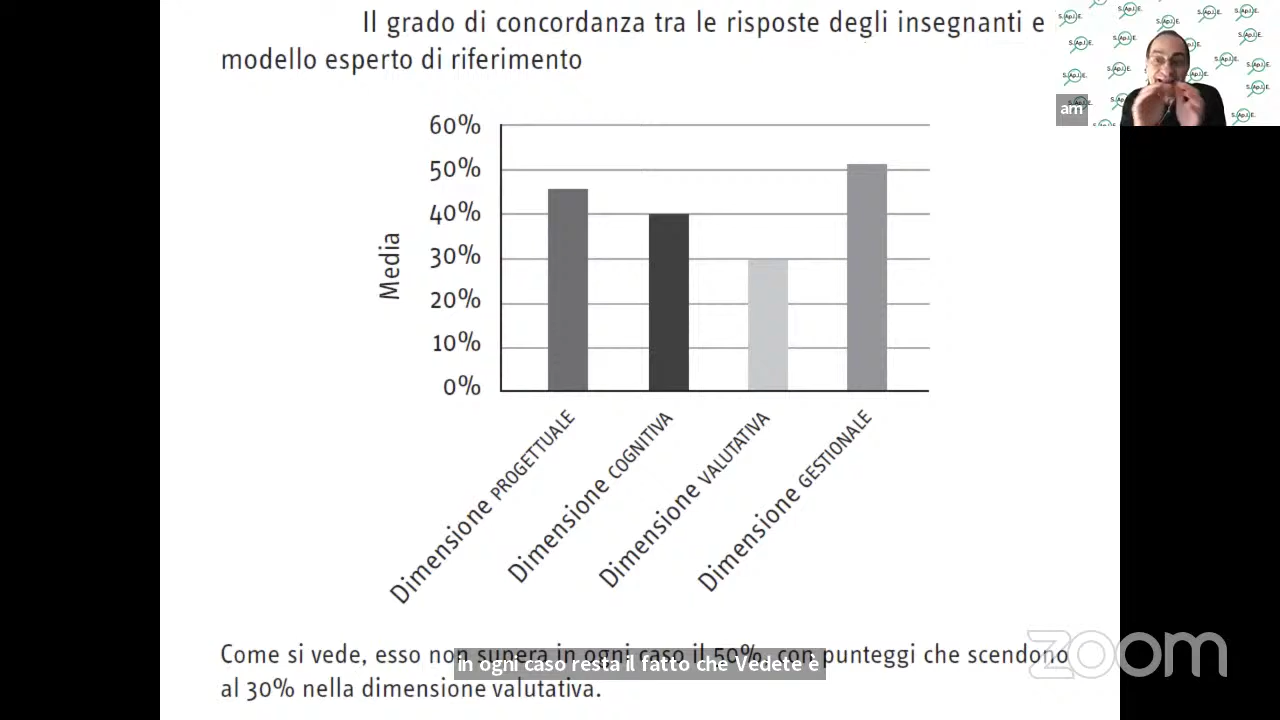 Il grado di concordanza tra le risposte degli insegnanti e
modello esperto di riferimento
S.Ap.I.E.
am
60%
50%
40%
30%
20%
10%
0%
Media
Dimensione PROGETTUALE
Dimensione COGNITIVA
Dimensione VALUTATIVA
Dimensione GESTIONALE
Come si vede, esso non supera in ogni caso il 50%, con punteggi che scendono
al 30% nella dimensione valutativa.
in ogni caso resta il fatto che Vedete è
zoom